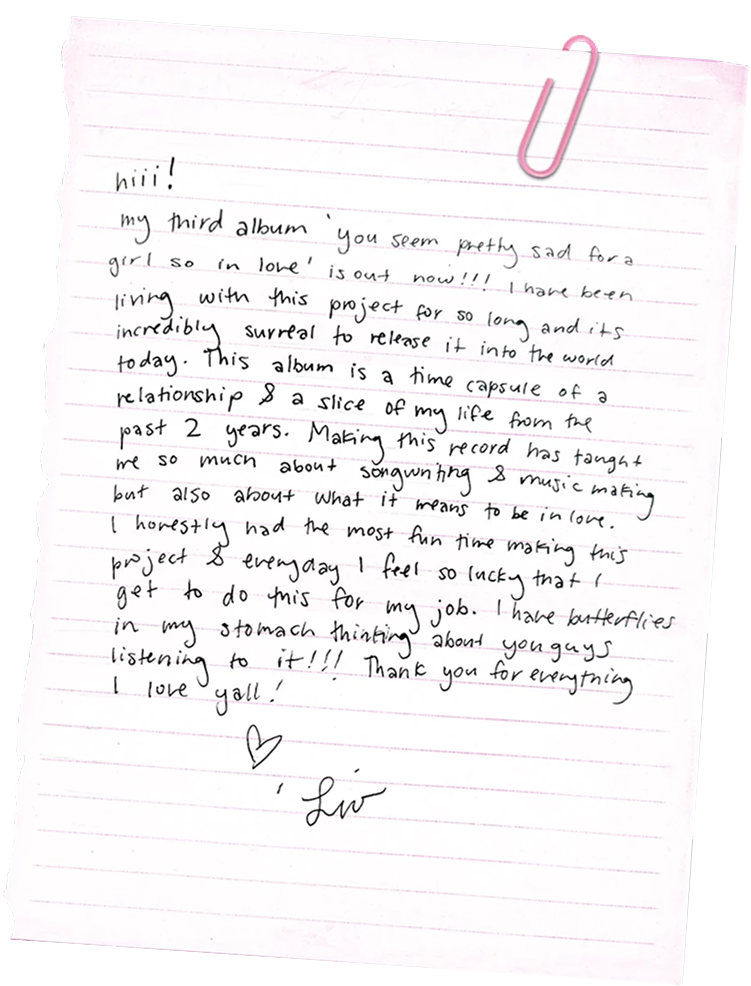 hiii!
my third album 'you seem pretty sad for a
girl so in love' is out now!!! I have been
living with this project for so long and its
incredibly surreal to release it into the world
today. This album is a time capsule of a
relationship & a slice of my life from the
past 2 years. Making this record has taught
me so much about songwriting & music making
but also about what it means to be in love.
I honestly had the most fun time making this
project & everyday I feel so lucky that I
get to do this for my job. I have butterflies
in my stomach thinking about you guys
listening to it!!! Thank you for everything
I love yall!
Liv